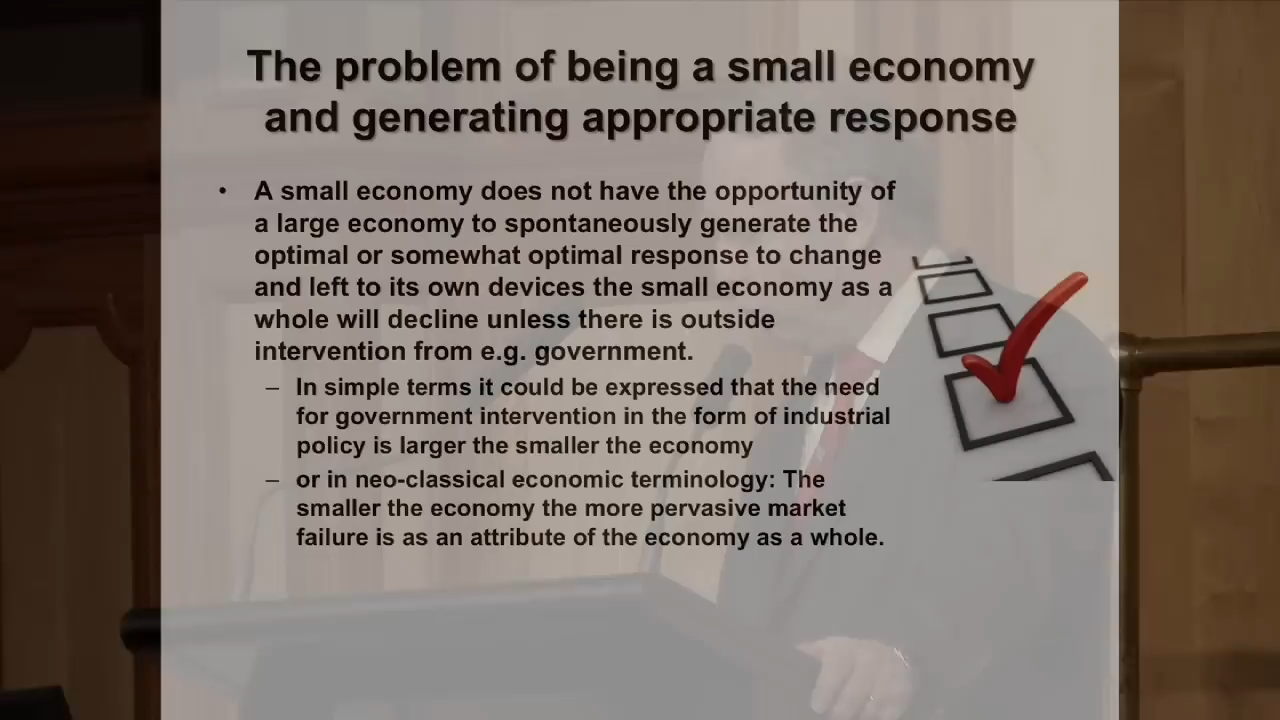 The problem of being a small economy
and generating appropriate response
• A small economy does not have the opportunity of
a large economy to spontaneously generate the
optimal or somewhat optimal response to change
and left to its own devices the small economy as a
whole will decline unless there is outside
intervention from e.g. government.
– In simple terms it could be expressed that the need
for government intervention in the form of industrial
policy is larger the smaller the economy
– or in neo-classical economic terminology: The
smaller the economy the more pervasive market
failure is as an attribute of the economy as a whole.